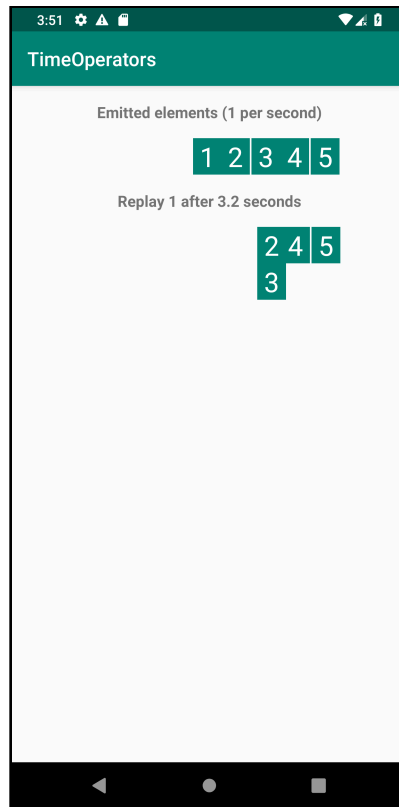 3:51
TimeOperators
Emitted elements (1 per second)
1 2 3 4 5
Replay 1 after 3.2 seconds
2 4 5
3